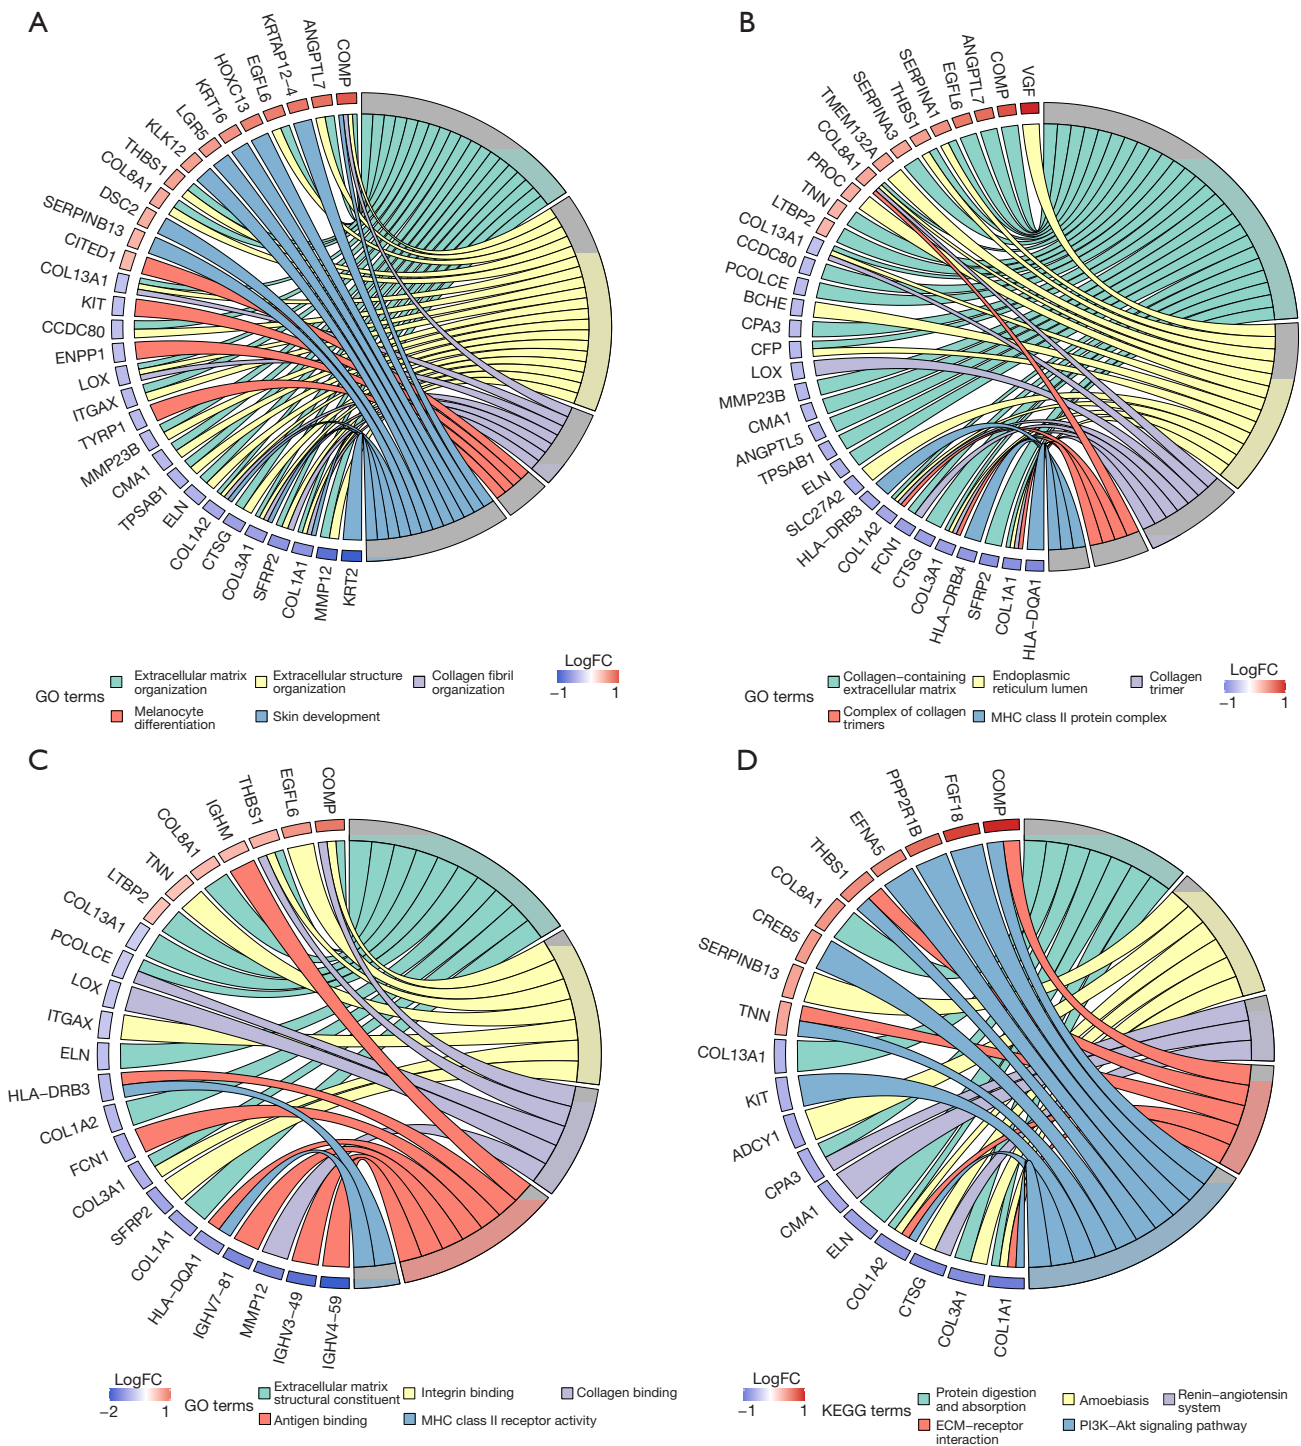 A
COMP
ANGPTL7
KRTAP12−4
EGFL6
HOXC13
KRT16
LGR5
KLK12
THBS1
COL8A1
DSC2
SERPINB13
CITED1
COL13A1
KIT
CCDC80
ENPP1
LOX
ITGAX
TYRP1
MMP23B
CMA1
TPSAB1
ELN
COL1A2
CTSG
COL3A1
SFRP2
COL1A1
MMP12
KRT2
GO terms
Extracellular matrix
organization
Extracellular structure
organization
Collagen fibril
organization
Melanocyte
differentiation
Skin development
LogFC
−1 1
B
VGF
COMP
ANGPTL7
EGFL6
SERPINA1
THBS1
SERPINA3
TMEM132A
COL8A1
PROC
TNN
LTBP2
COL13A1
CCDC80
PCOLCE
BCHE
CPA3
CFP
LOX
MMP23B
CMA1
ANGPTL5
TPSAB1
ELN
SLC27A2
HLA−DRB3
COL1A2
FCN1
CTSG
COL3A1
HLA−DRB4
SFRP2
COL1A1
HLA−DQA1
GO terms
Collagen−containing
extracellular matrix
Endoplasmic
reticulum lumen
Collagen
trimer
Complex of collagen
trimers
MHC class II protein complex
LogFC
−1 1
C
COMP
EGFL6
THBS1
IGHM
COL8A1
TNN
LTBP2
COL13A1
PCOLCE
LOX
ITGAX
ELN
HLA−DRB3
COL1A2
FCN1
COL3A1
SFRP2
COL1A1
HLA−DQA1
IGHV7−81
MMP12
IGHV3−49
IGHV4−59
LogFC
−2 1
GO terms
Extracellular matrix
structural constituent
Integrin binding
Collagen binding
Antigen binding
MHC class II receptor activity
D
COMP
FGF18
PPP2R1B
EFNA5
THBS1
COL8A1
CREB5
SERPINB13
TNN
COL13A1
KIT
ADCY1
CPA3
CMA1
ELN
COL1A2
CTSG
COL3A1
COL1A1
LogFC
−1 1
KEGG terms
Protein digestion
and absorption
Amoebiasis
Renin−angiotensin
system
ECM−receptor
interaction
PI3K−Akt signaling pathway